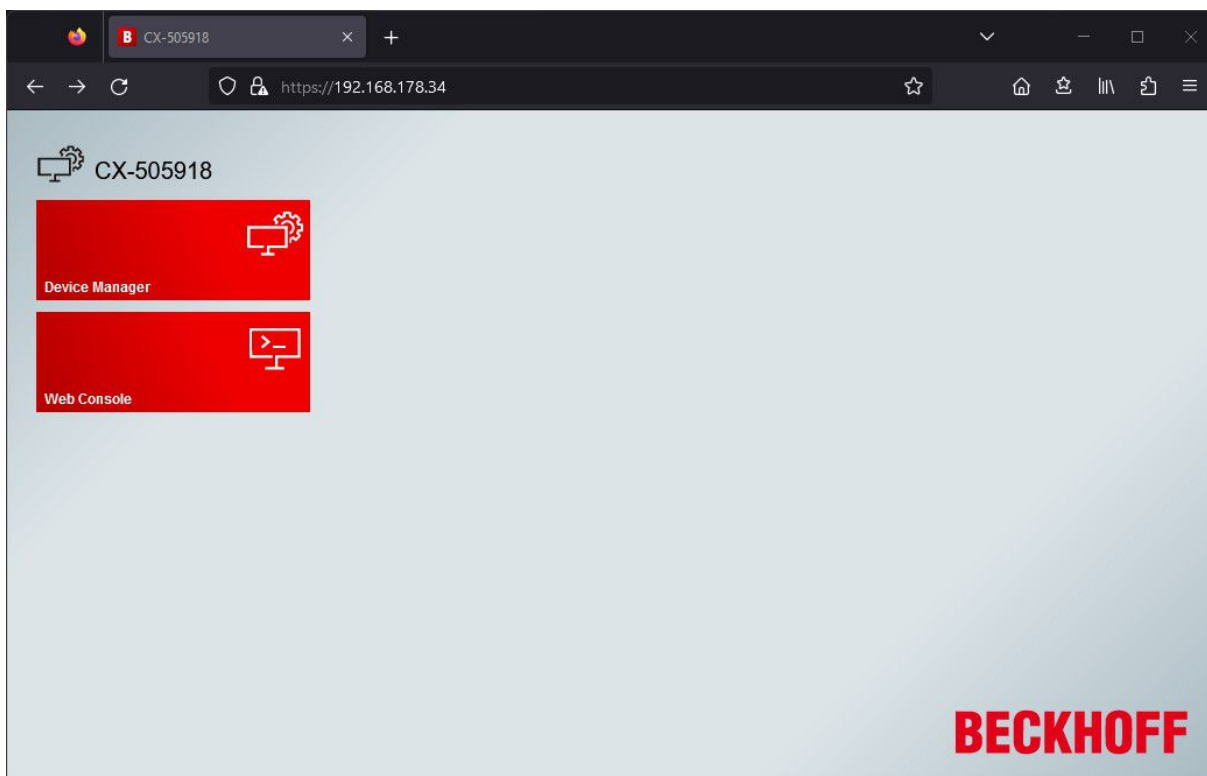 B CX-505918
https://192.168.178.34
CX-505918
Device Manager
>_
Web Console
BECKHOFF